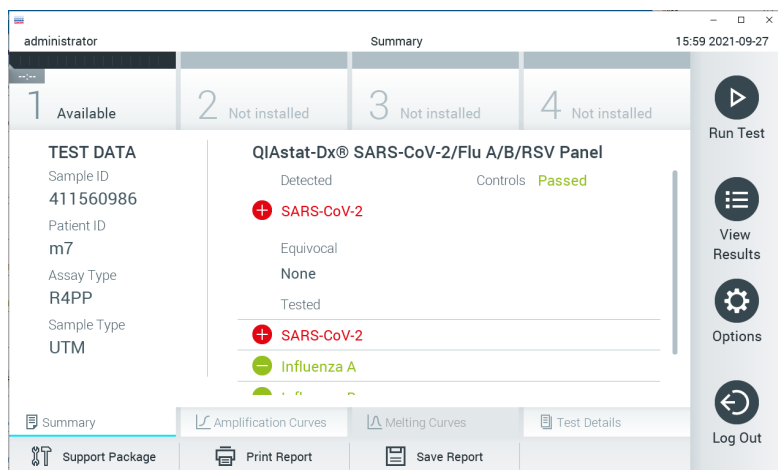 administrator
Summary
15:59 2021-09-27
--:--
1 Available
2 Not installed
3 Not installed
4 Not installed
Run Test
View
Results
Options
Log Out
TEST DATA
Sample ID
411560986
Patient ID
m7
Assay Type
R4PP
Sample Type
UTM
QIAstat-Dx® SARS-CoV-2/Flu A/B/RSV Panel
Detected
Controls Passed
SARS-CoV-2
Equivocal
None
Tested
SARS-CoV-2
Influenza A
Summary
Amplification Curves
Melting Curves
Test Details
Support Package
Print Report
Save Report